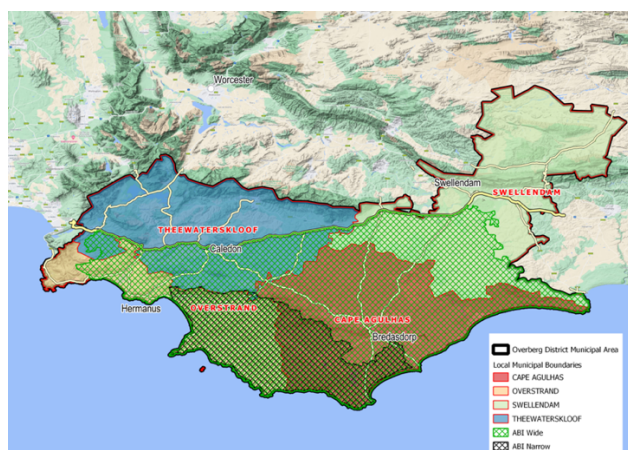 Worcester
Swellendam
SWELLENDAM
THEEWATERSKLOOF
Caledon
Hermanus
OVERSTRAND
CAPE AGULHAS
Bredasdorp
Overberg District Municipal Area
Local Municipal Boundaries
CAPE AGULHAS
OVERSTRAND
SWELLENDAM
THEEWATERSKLOOF
ABI Wide
ABI Narrow